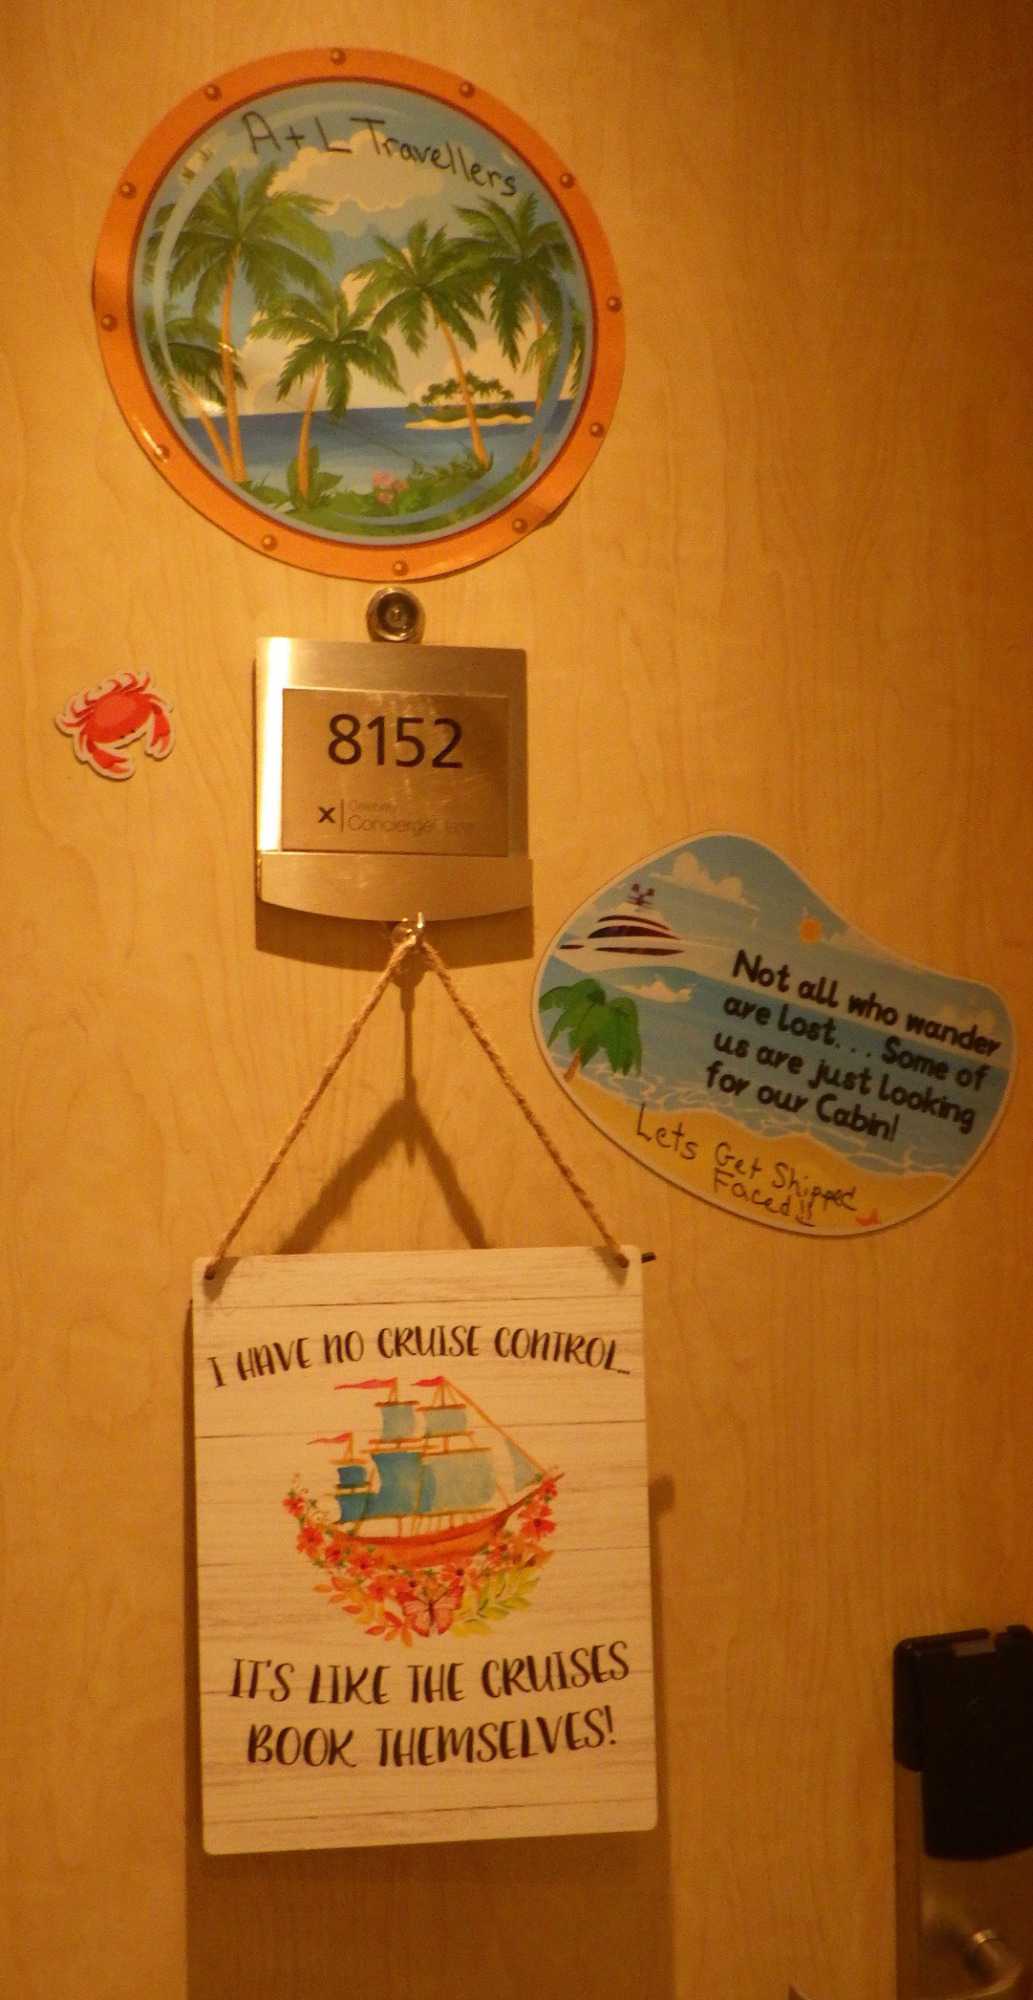 A + L Travellers
8152
X Celebrity
Concierge
Not all who wander
are lost... Some of
us are just looking
for our Cabin!
Lets Get Shipped
Faced!!
I HAVE NO CRUISE CONTROL...
IT'S LIKE THE CRUISES
BOOK THEMSELVES!